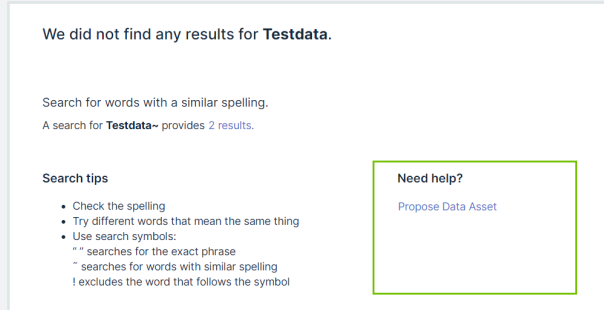 We did not find any results for Testdata.
Search for words with a similar spelling.
A search for Testdata~ provides 2 results.
Search tips
• Check the spelling
• Try different words that mean the same thing
• Use search symbols:
“ ” searches for the exact phrase
~ searches for words with similar spelling
! excludes the word that follows the symbol
Need help?
Propose Data Asset